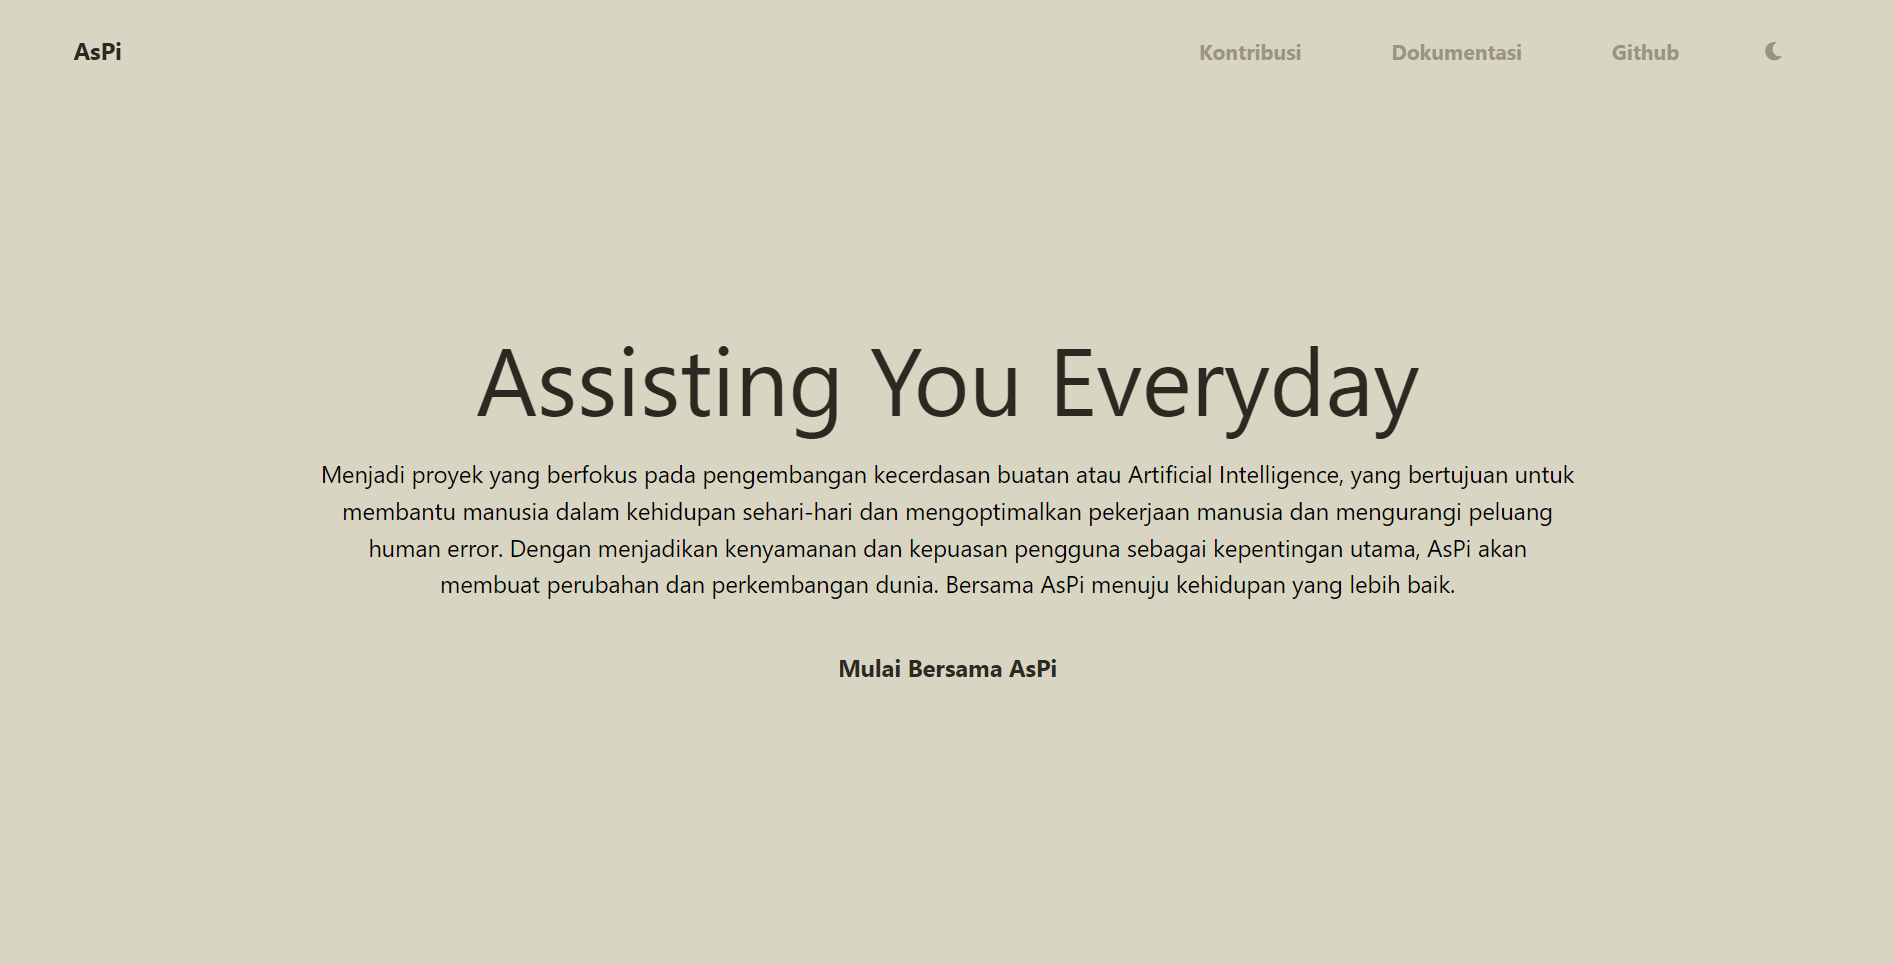 AsPi
Kontribusi
Dokumentasi
Github
Assisting You Everyday
Menjadi proyek yang berfokus pada pengembangan kecerdasan buatan atau Artificial Intelligence, yang bertujuan untuk
membantu manusia dalam kehidupan sehari-hari dan mengoptimalkan pekerjaan manusia dan mengurangi peluang
human error. Dengan menjadikan kenyamanan dan kepuasan pengguna sebagai kepentingan utama, AsPi akan
membuat perubahan dan perkembangan dunia. Bersama AsPi menuju kehidupan yang lebih baik.
Mulai Bersama AsPi